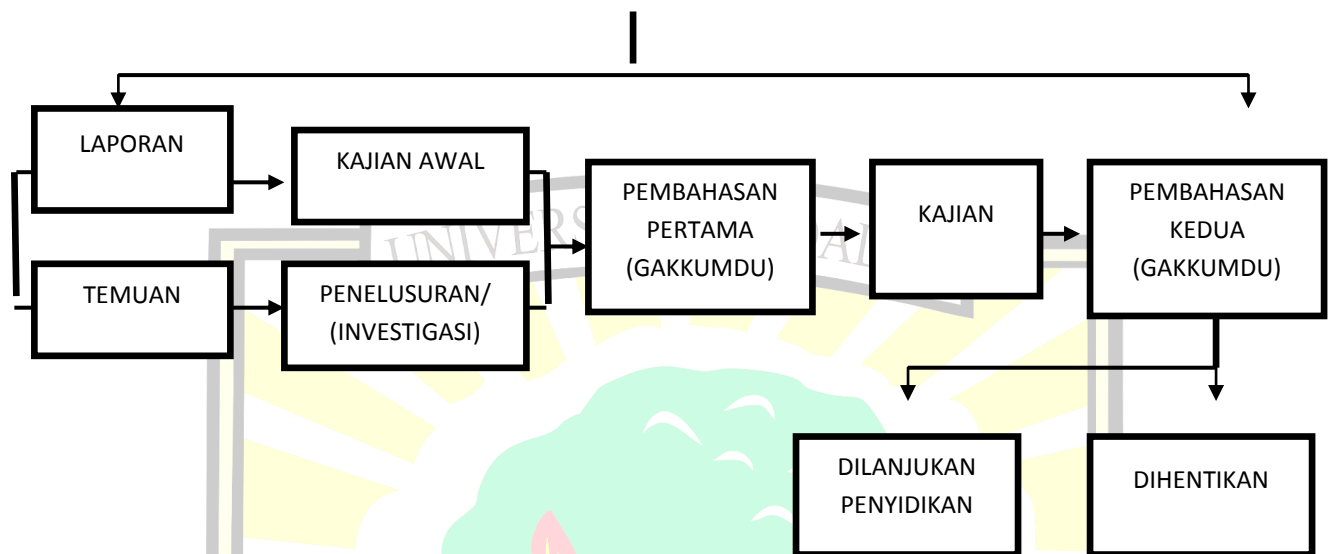 LAPORAN
KAJIAN AWAL
TEMUAN
PENELUSURAN/
(INVESTIGASI)
PEMBAHASAN
PERTAMA
(GAKKUMDU)
KAJIAN
PEMBAHASAN
KEDUA
(GAKKUMDU)
DILANJUKAN
PENYIDIKAN
DIHENTIKAN